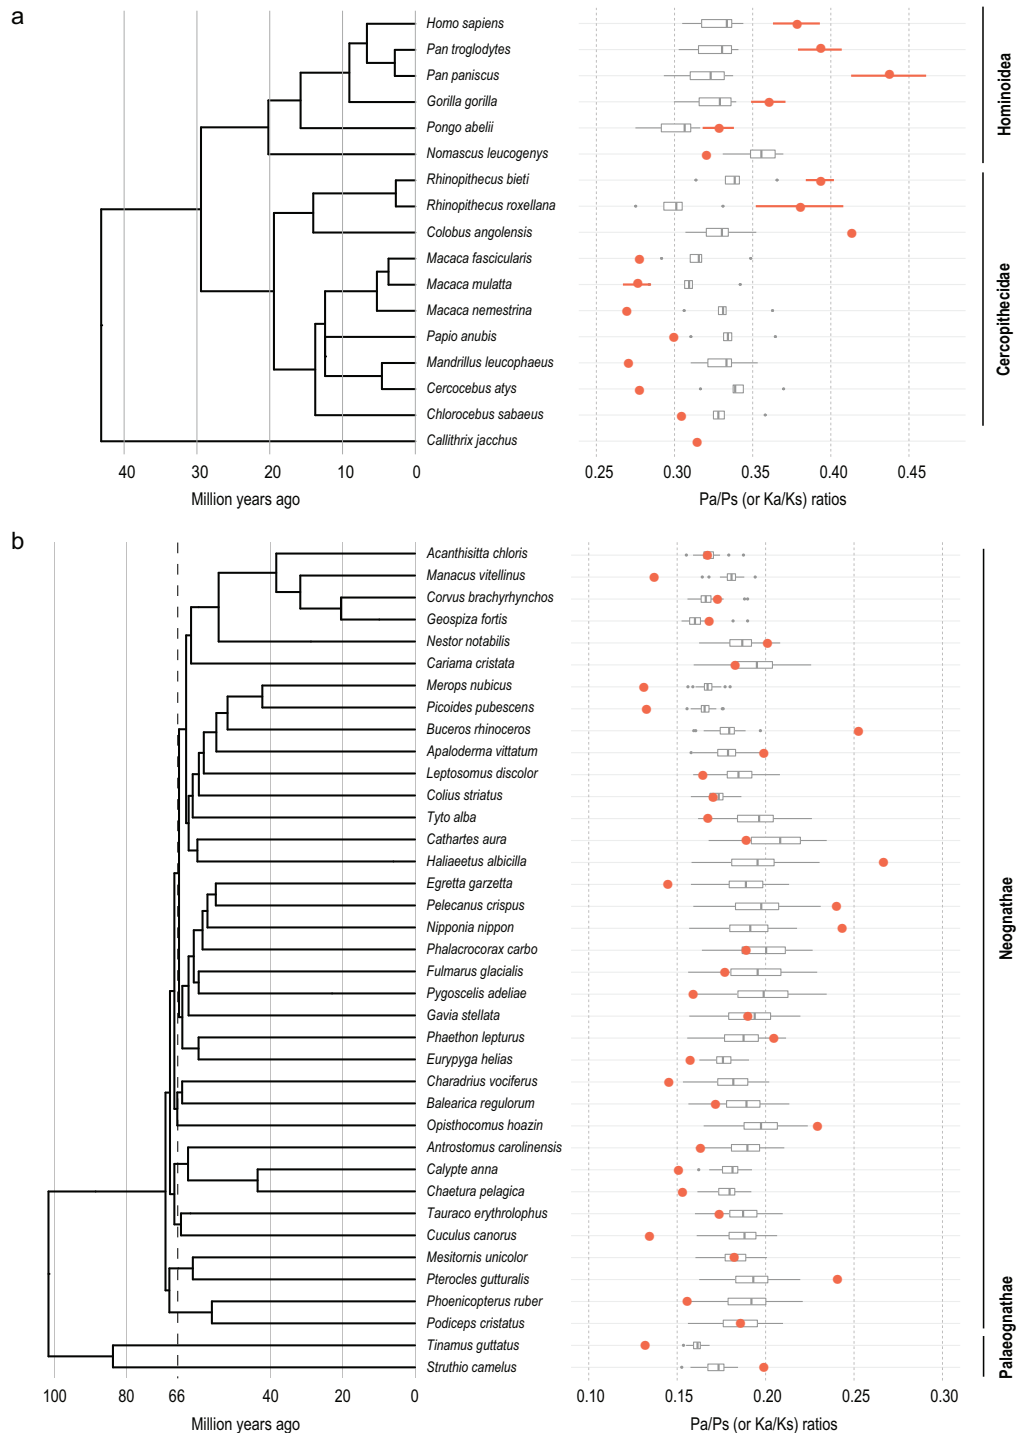 a
Homo sapiens
Pan troglodytes
Pan paniscus
Gorilla gorilla
Pongo abelii
Nomascus leucogenys
Rhinopithecus bieti
Rhinopithecus roxellana
Colobus angolensis
Macaca fascicularis
Macaca mulatta
Macaca nemestrina
Papio anubis
Mandrillus leucophaeus
Cercocebus atys
Chlorocebus sabaeus
Callithrix jacchus
Hominoidea
Cercopithecidae
40 30 20 10 0
Million years ago
0.25 0.30 0.35 0.40 0.45
Pa/Ps (or Ka/Ks) ratios
b
Acanthisitta chloris
Manacus vitellinus
Corvus brachyrhynchos
Geospiza fortis
Nestor notabilis
Cariama cristata
Merops nubicus
Picoides pubescens
Buceros rhinoceros
Apaloderma vittatum
Leptosomus discolor
Colius striatus
Tyto alba
Cathartes aura
Haliaeetus albicilla
Egretta garzetta
Pelecanus crispus
Nipponia nippon
Phalacrocorax carbo
Fulmarus glacialis
Pygoscelis adeliae
Gavia stellata
Phaethon lepturus
Eurypyga helias
Charadrius vociferus
Balearica regulorum
Opisthocomus hoazin
Antrostomus carolinensis
Calypte anna
Chaetura pelagica
Tauraco erythrolophus
Cuculus canorus
Mesitornis unicolor
Pterocles gutturalis
Phoenicopterus ruber
Podiceps cristatus
Tinamus guttatus
Struthio camelus
Neognathae
Palaeognathae
100 80 66 40 20 0
Million years ago
0.10 0.15 0.20 0.25 0.30
Pa/Ps (or Ka/Ks) ratios